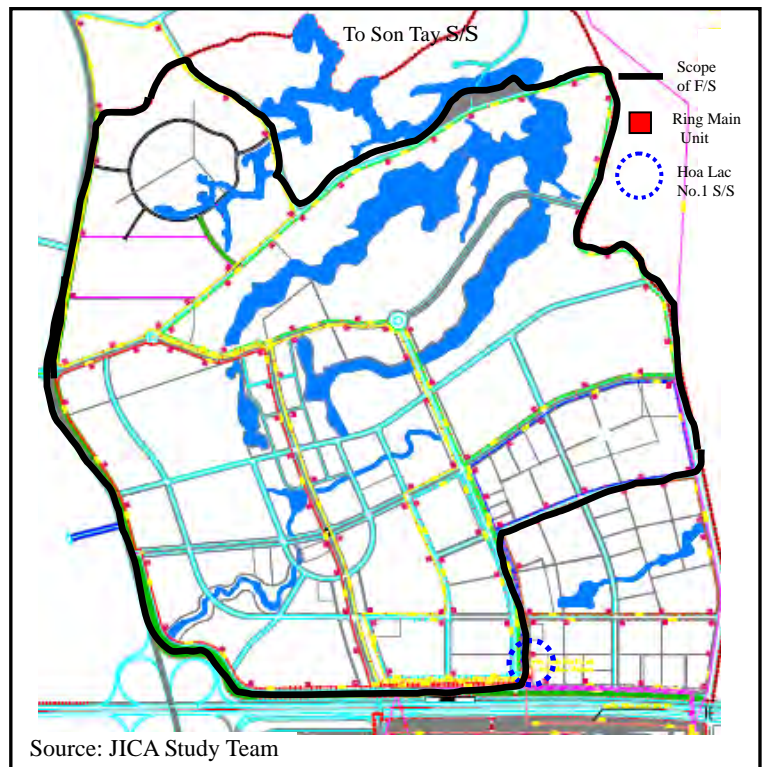 To Son Tay S/S
Scope
of F/S
Ring Main
Unit
Hoa Lac
No.1 S/S
Source: JICA Study Team